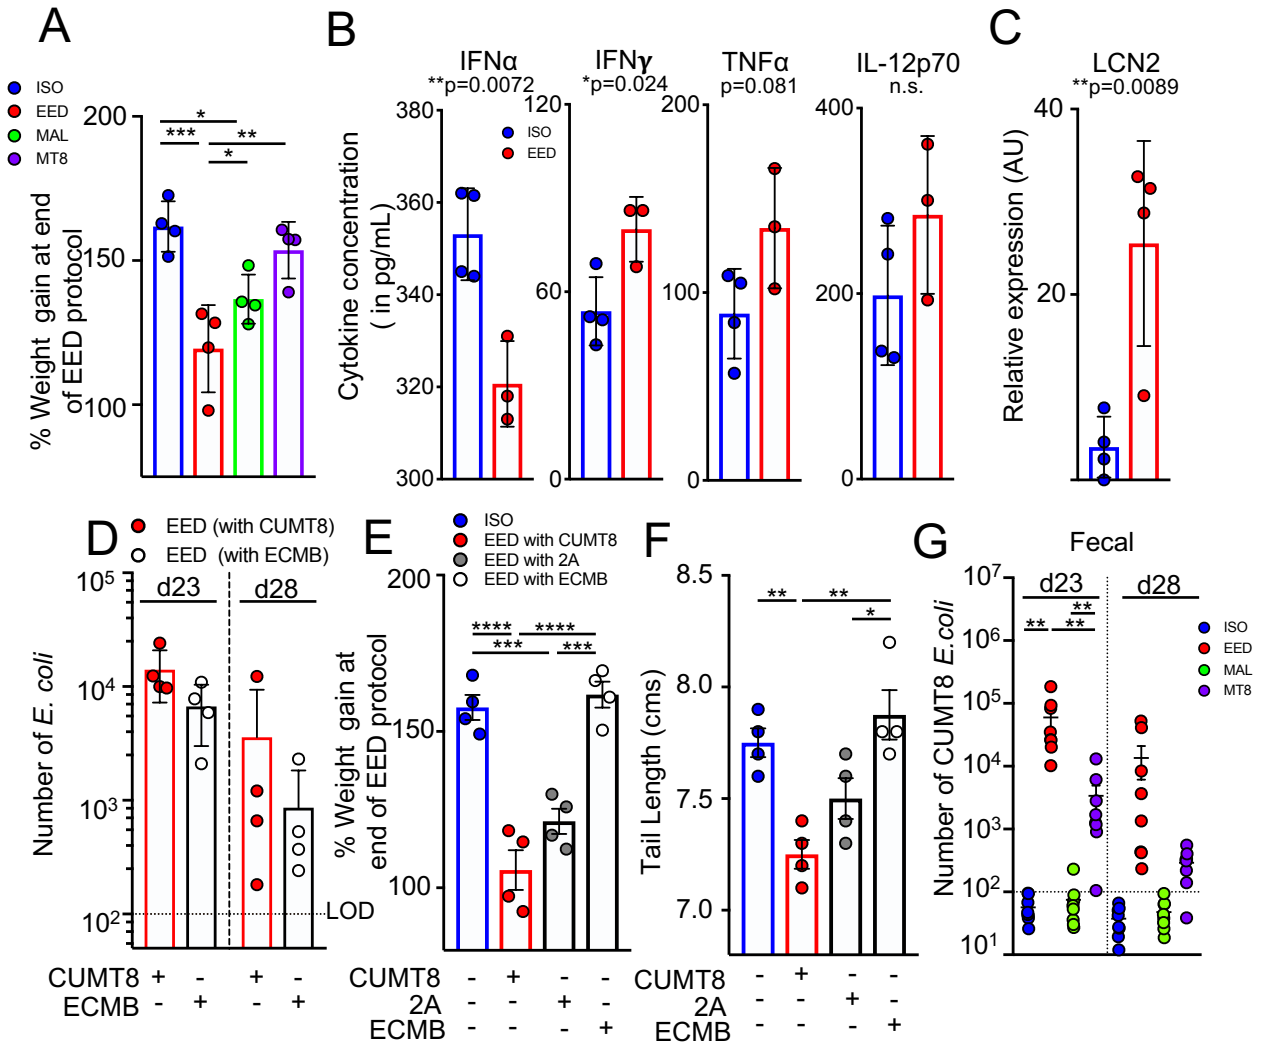 A
ISO
EED
MAL
MT8
% Weight gain at end
of EED protocol
200
150
100
*
***
**
*
B
IFNα
**p=0.0072
IFNγ
*p=0.024
TNFα
p=0.081
IL-12p70
n.s.
Cytokine concentration
( in pg/mL)
380
360
340
320
300
ISO
EED
120
60
0
200
100
0
400
200
0
C
LCN2
**p=0.0089
Relative expression (AU)
40
20
D
EED (with CUMT8)
EED (with ECMB)
d23
d28
Number of E. coli
10⁵
10⁴
10³
10²
LOD
CUMT8 + - + -
ECMB - + - +
E
ISO
EED with CUMT8
EED with 2A
EED with ECMB
% Weight gain at
end of EED protocol
200
150
100
**** ****
*** ***
CUMT8 - + - -
2A - - + -
ECMB - - - +
F
Tail Length (cms)
8.5
8.0
7.5
7.0
** **
*
CUMT8 - + - -
2A - - + -
ECMB - - - +
G
Fecal
d23
d28
Number of CUMT8 E.coli
10⁷
10⁶
10⁵
10⁴
10³
10²
10¹
**
** **
ISO
EED
MAL
MT8